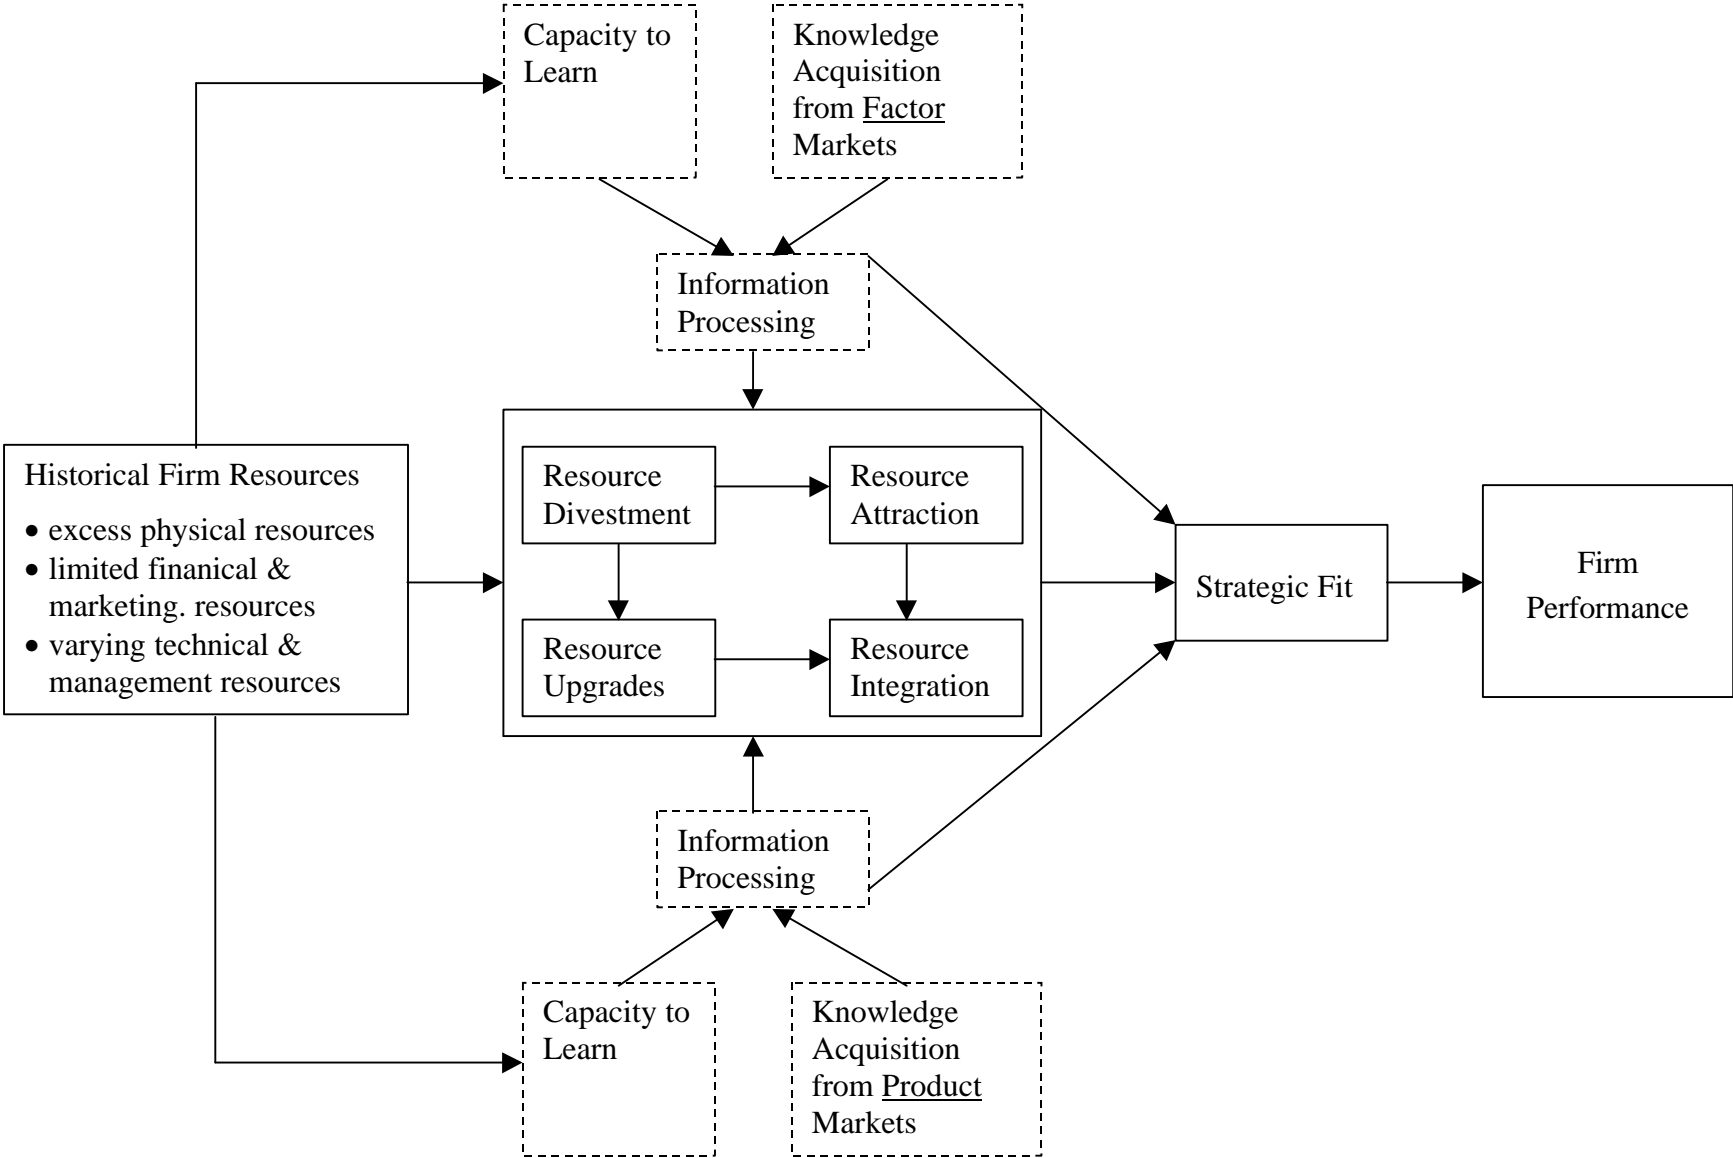 Capacity to
Learn
Knowledge
Acquisition
from Factor
Markets
Information
Processing
Historical Firm Resources
• excess physical resources
• limited finanical &
marketing. resources
• varying technical &
management resources
Resource
Divestment
Resource
Attraction
Resource
Upgrades
Resource
Integration
Strategic Fit
Firm
Performance
Information
Processing
Capacity to
Learn
Knowledge
Acquisition
from Product
Markets